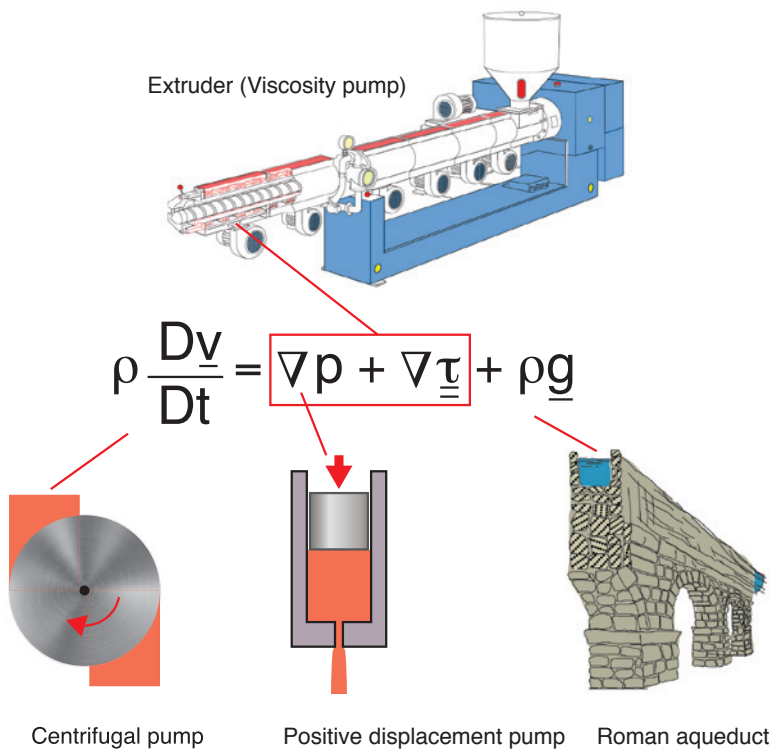 Extruder (Viscosity pump)
ρ Dv̲/Dt = ∇p + ∇τ̳ + ρg̲
Centrifugal pump
Positive displacement pump
Roman aqueduct